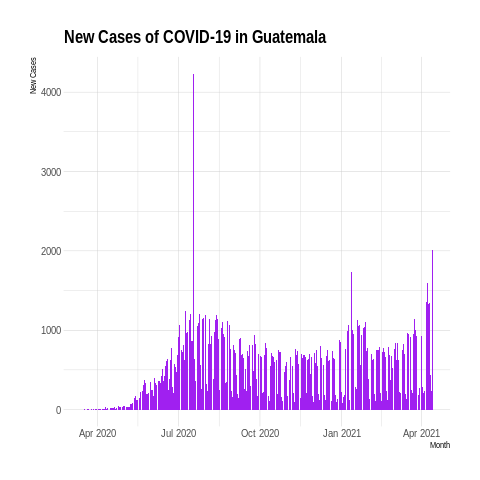 New Cases of COVID-19 in Guatemala
New Cases
4000
3000
2000
1000
0
Apr 2020
Jul 2020
Oct 2020
Jan 2021
Apr 2021
Month